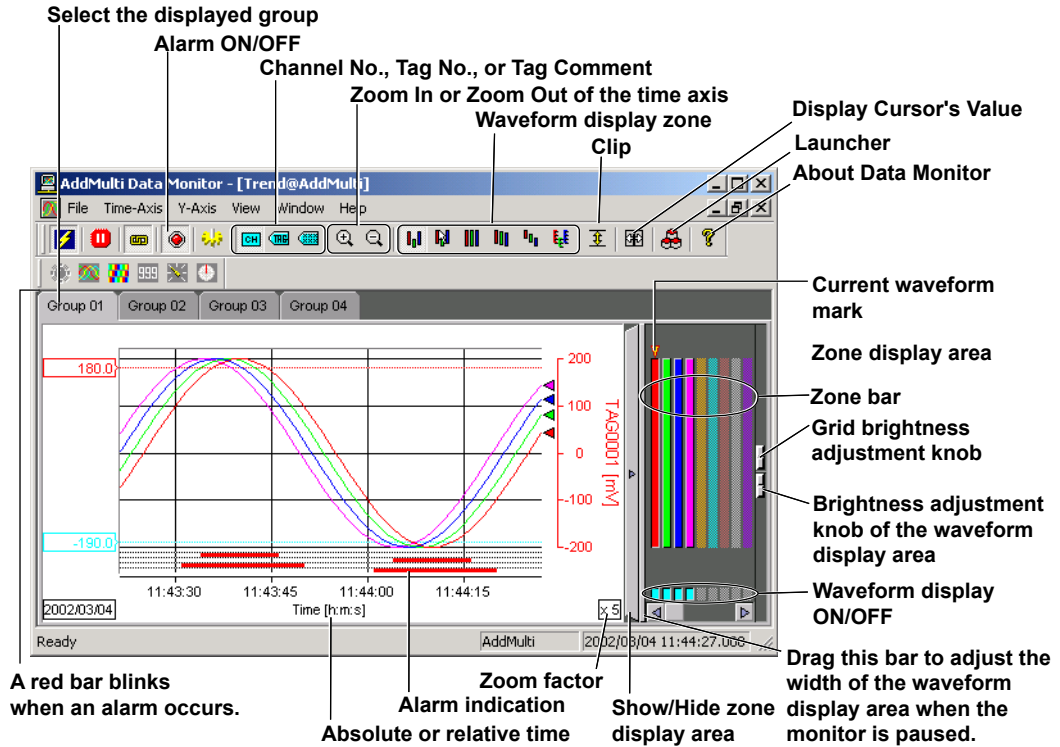 Select the displayed group
Alarm ON/OFF
Channel No., Tag No., or Tag Comment
Zoom In or Zoom Out of the time axis
Waveform display zone
Clip
Display Cursor's Value
Launcher
About Data Monitor
AddMulti Data Monitor - [Trend@AddMulti]
File Time-Axis Y-Axis View Window Help
CH TAG
999
Group 01 Group 02 Group 03 Group 04
Current waveform
mark
Zone display area
Zone bar
Grid brightness
adjustment knob
Brightness adjustment
knob of the waveform
display area
Waveform display
ON/OFF
180.0
-190.0
200
100
0
-100
-200
TAG0001 [mV]
11:43:30 11:43:45 11:44:00 11:44:15
2002/03/04
Time [h:m:s]
x 5
Ready
AddMulti
2002/03/04 11:44:27.008
Drag this bar to adjust the
width of the waveform
display area when the
monitor is paused.
A red bar blinks
when an alarm occurs.
Zoom factor
Alarm indication
Absolute or relative time
Show/Hide zone
display area